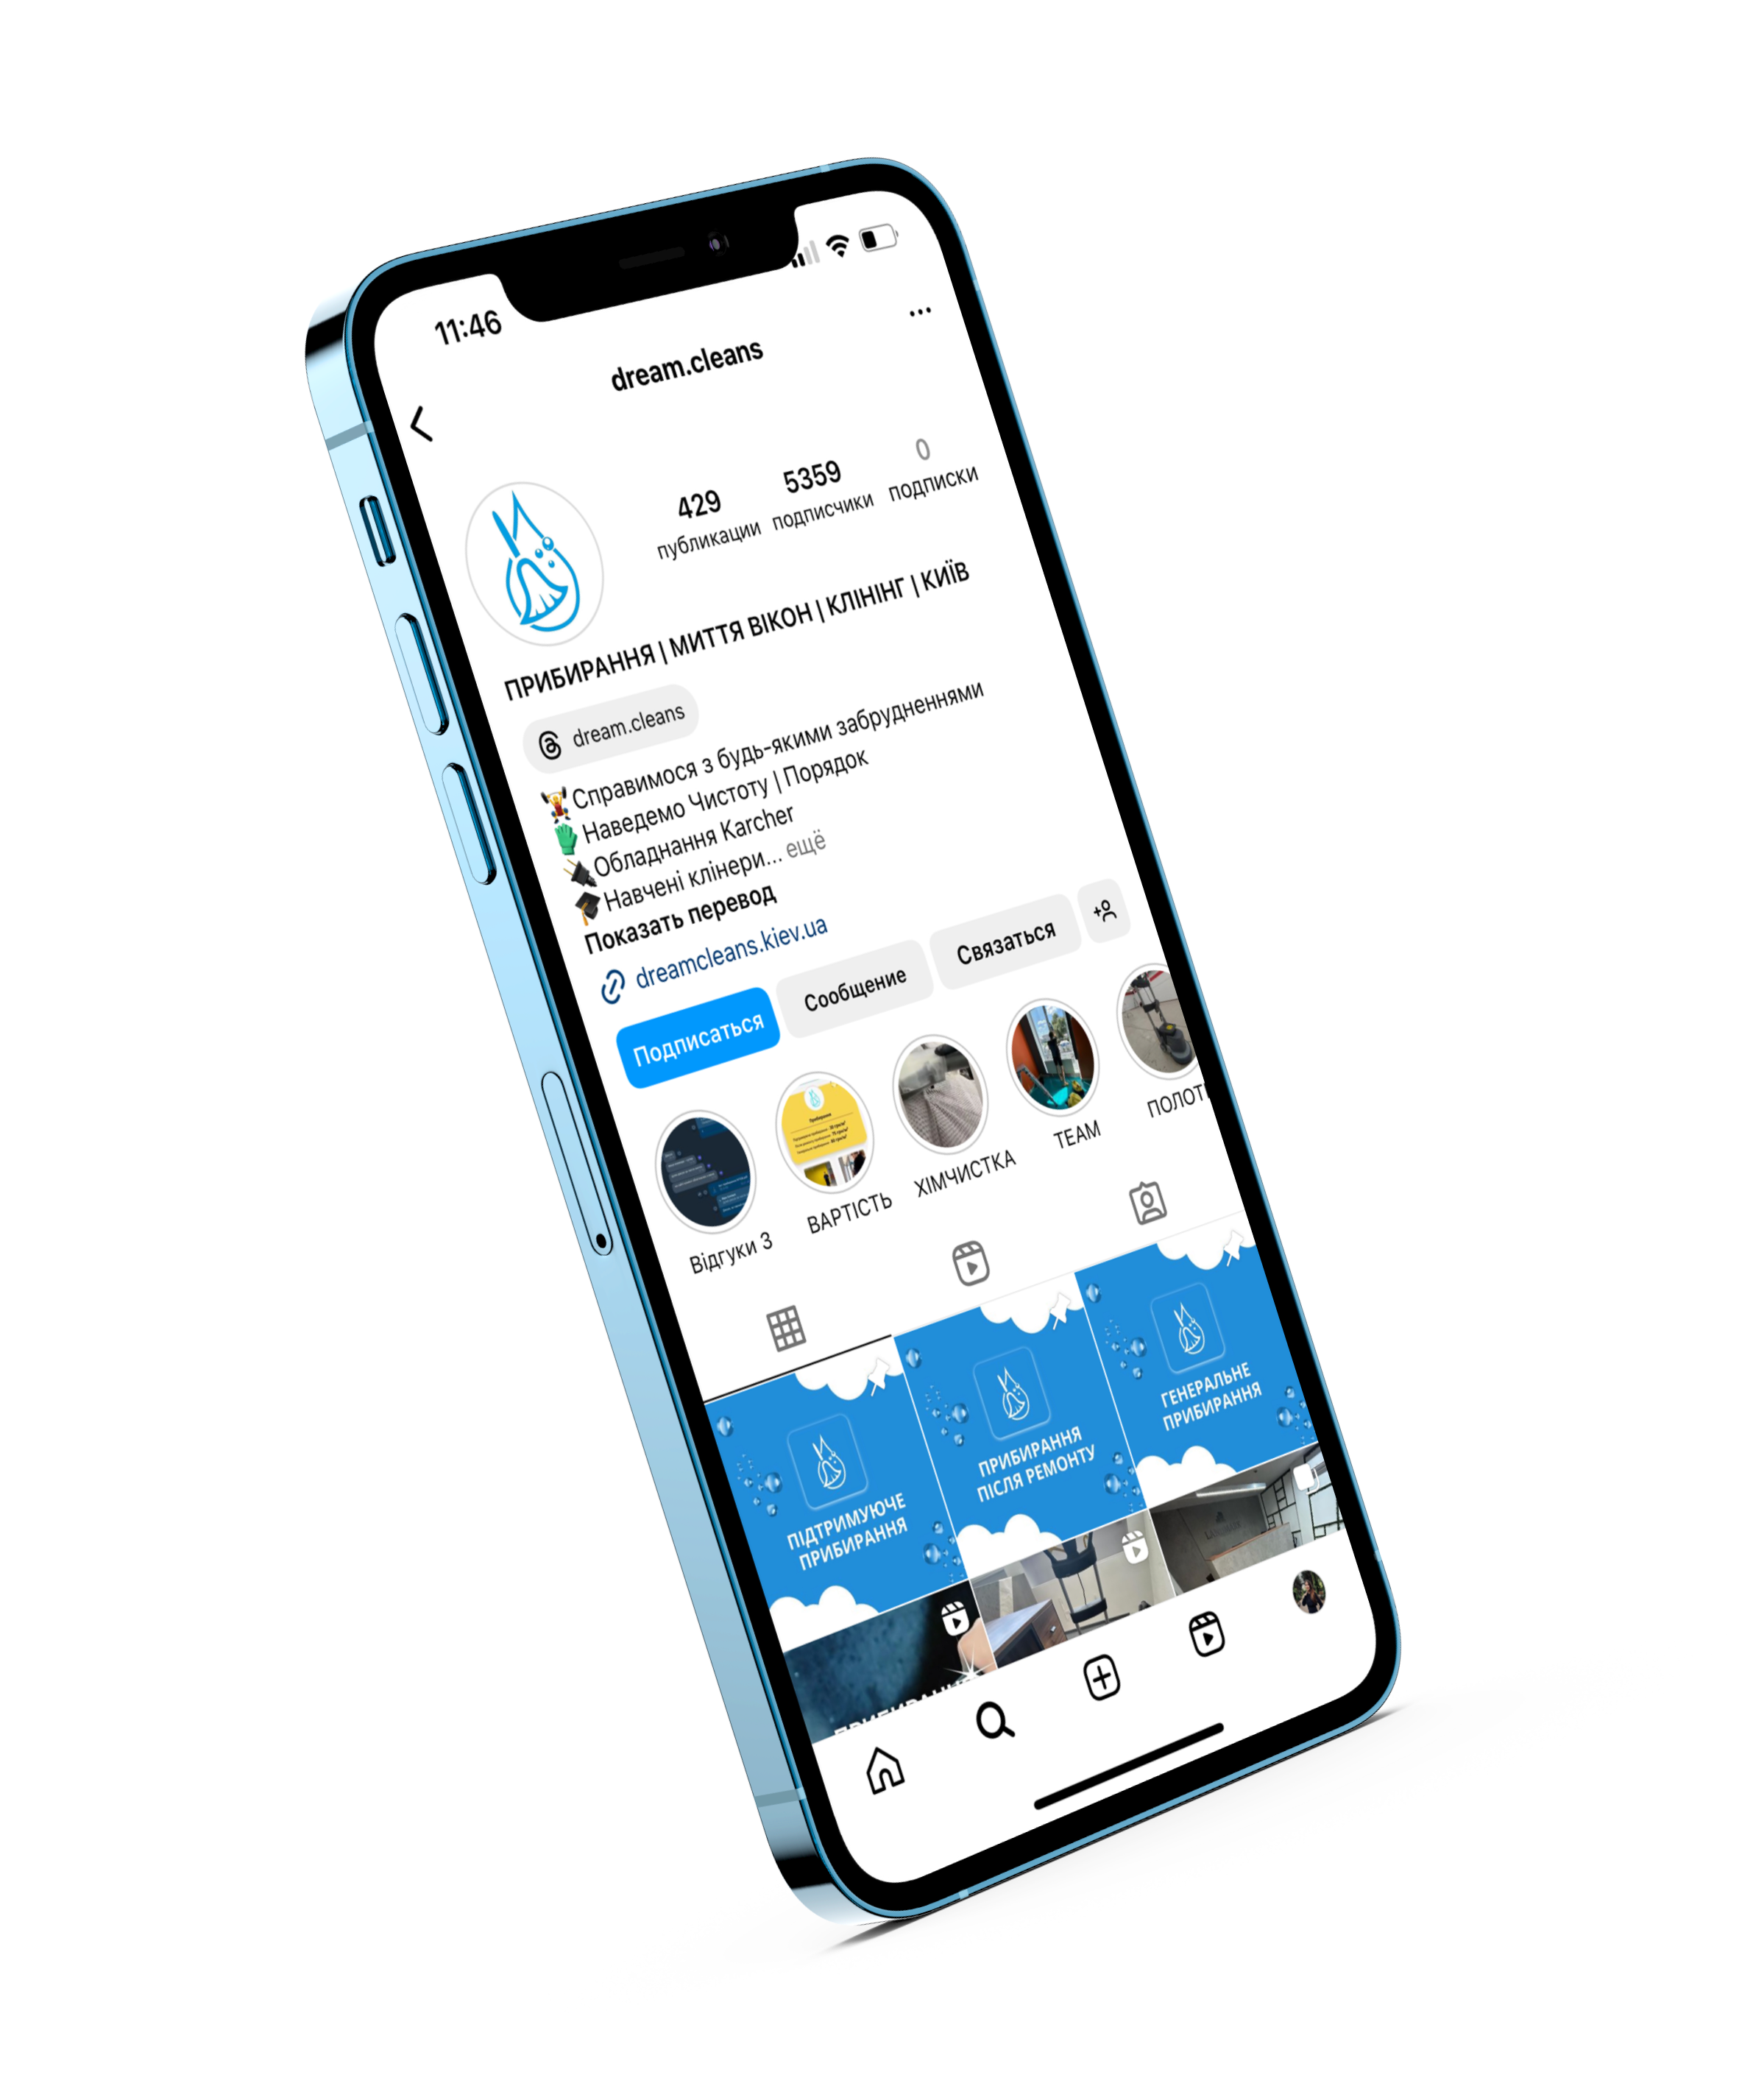 11:46
dream.cleans
429
публикации
5359
подписчики
0
подписки
ПРИБИРАННЯ | МИТТЯ ВІКОН | КЛІНІНГ | КИЇВ
dream.cleans
Справимося з будь-якими забрудненнями
Наведемо Чистоту | Порядок
Обладнання Karcher
Навчені клінери... ещё
Показать перевод
dreamcleans.kiev.ua
Подписаться
Сообщение
Связаться
Відгуки 3
ВАРТІСТЬ
ХІМЧИСТКА
TEAM
ПІДТРИМУЮЧЕ
ПРИБИРАННЯ
ПРИБИРАННЯ
ПІСЛЯ РЕМОНТУ
ГЕНЕРАЛЬНЕ
ПРИБИРАННЯ